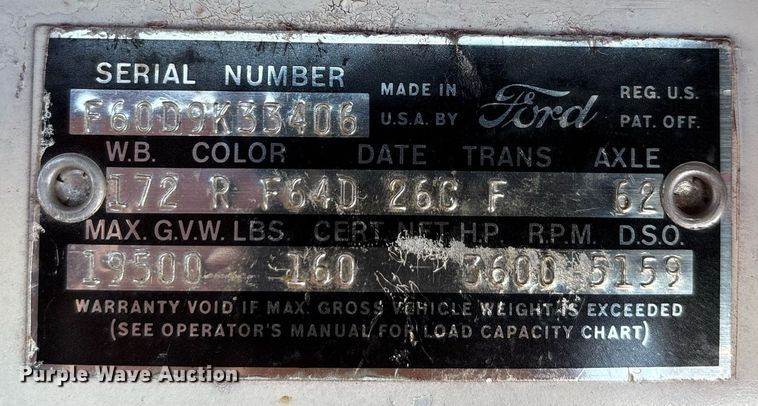 SERIAL NUMBER MADE IN Ford REG. U.S.
F60D9K33406 U.S.A. BY PAT. OFF.
W.B. COLOR DATE TRANS AXLE
172 R F64D 26G F 62
MAX. G.V.W. LBS. CERT. NET H.P. R.P.M. D.S.O.
19500 160 3600 5159
WARRANTY VOID IF MAX. GROSS VEHICLE WEIGHT IS EXCEEDED
(SEE OPERATOR'S MANUAL FOR LOAD CAPACITY CHART)
Purple Wave Auction